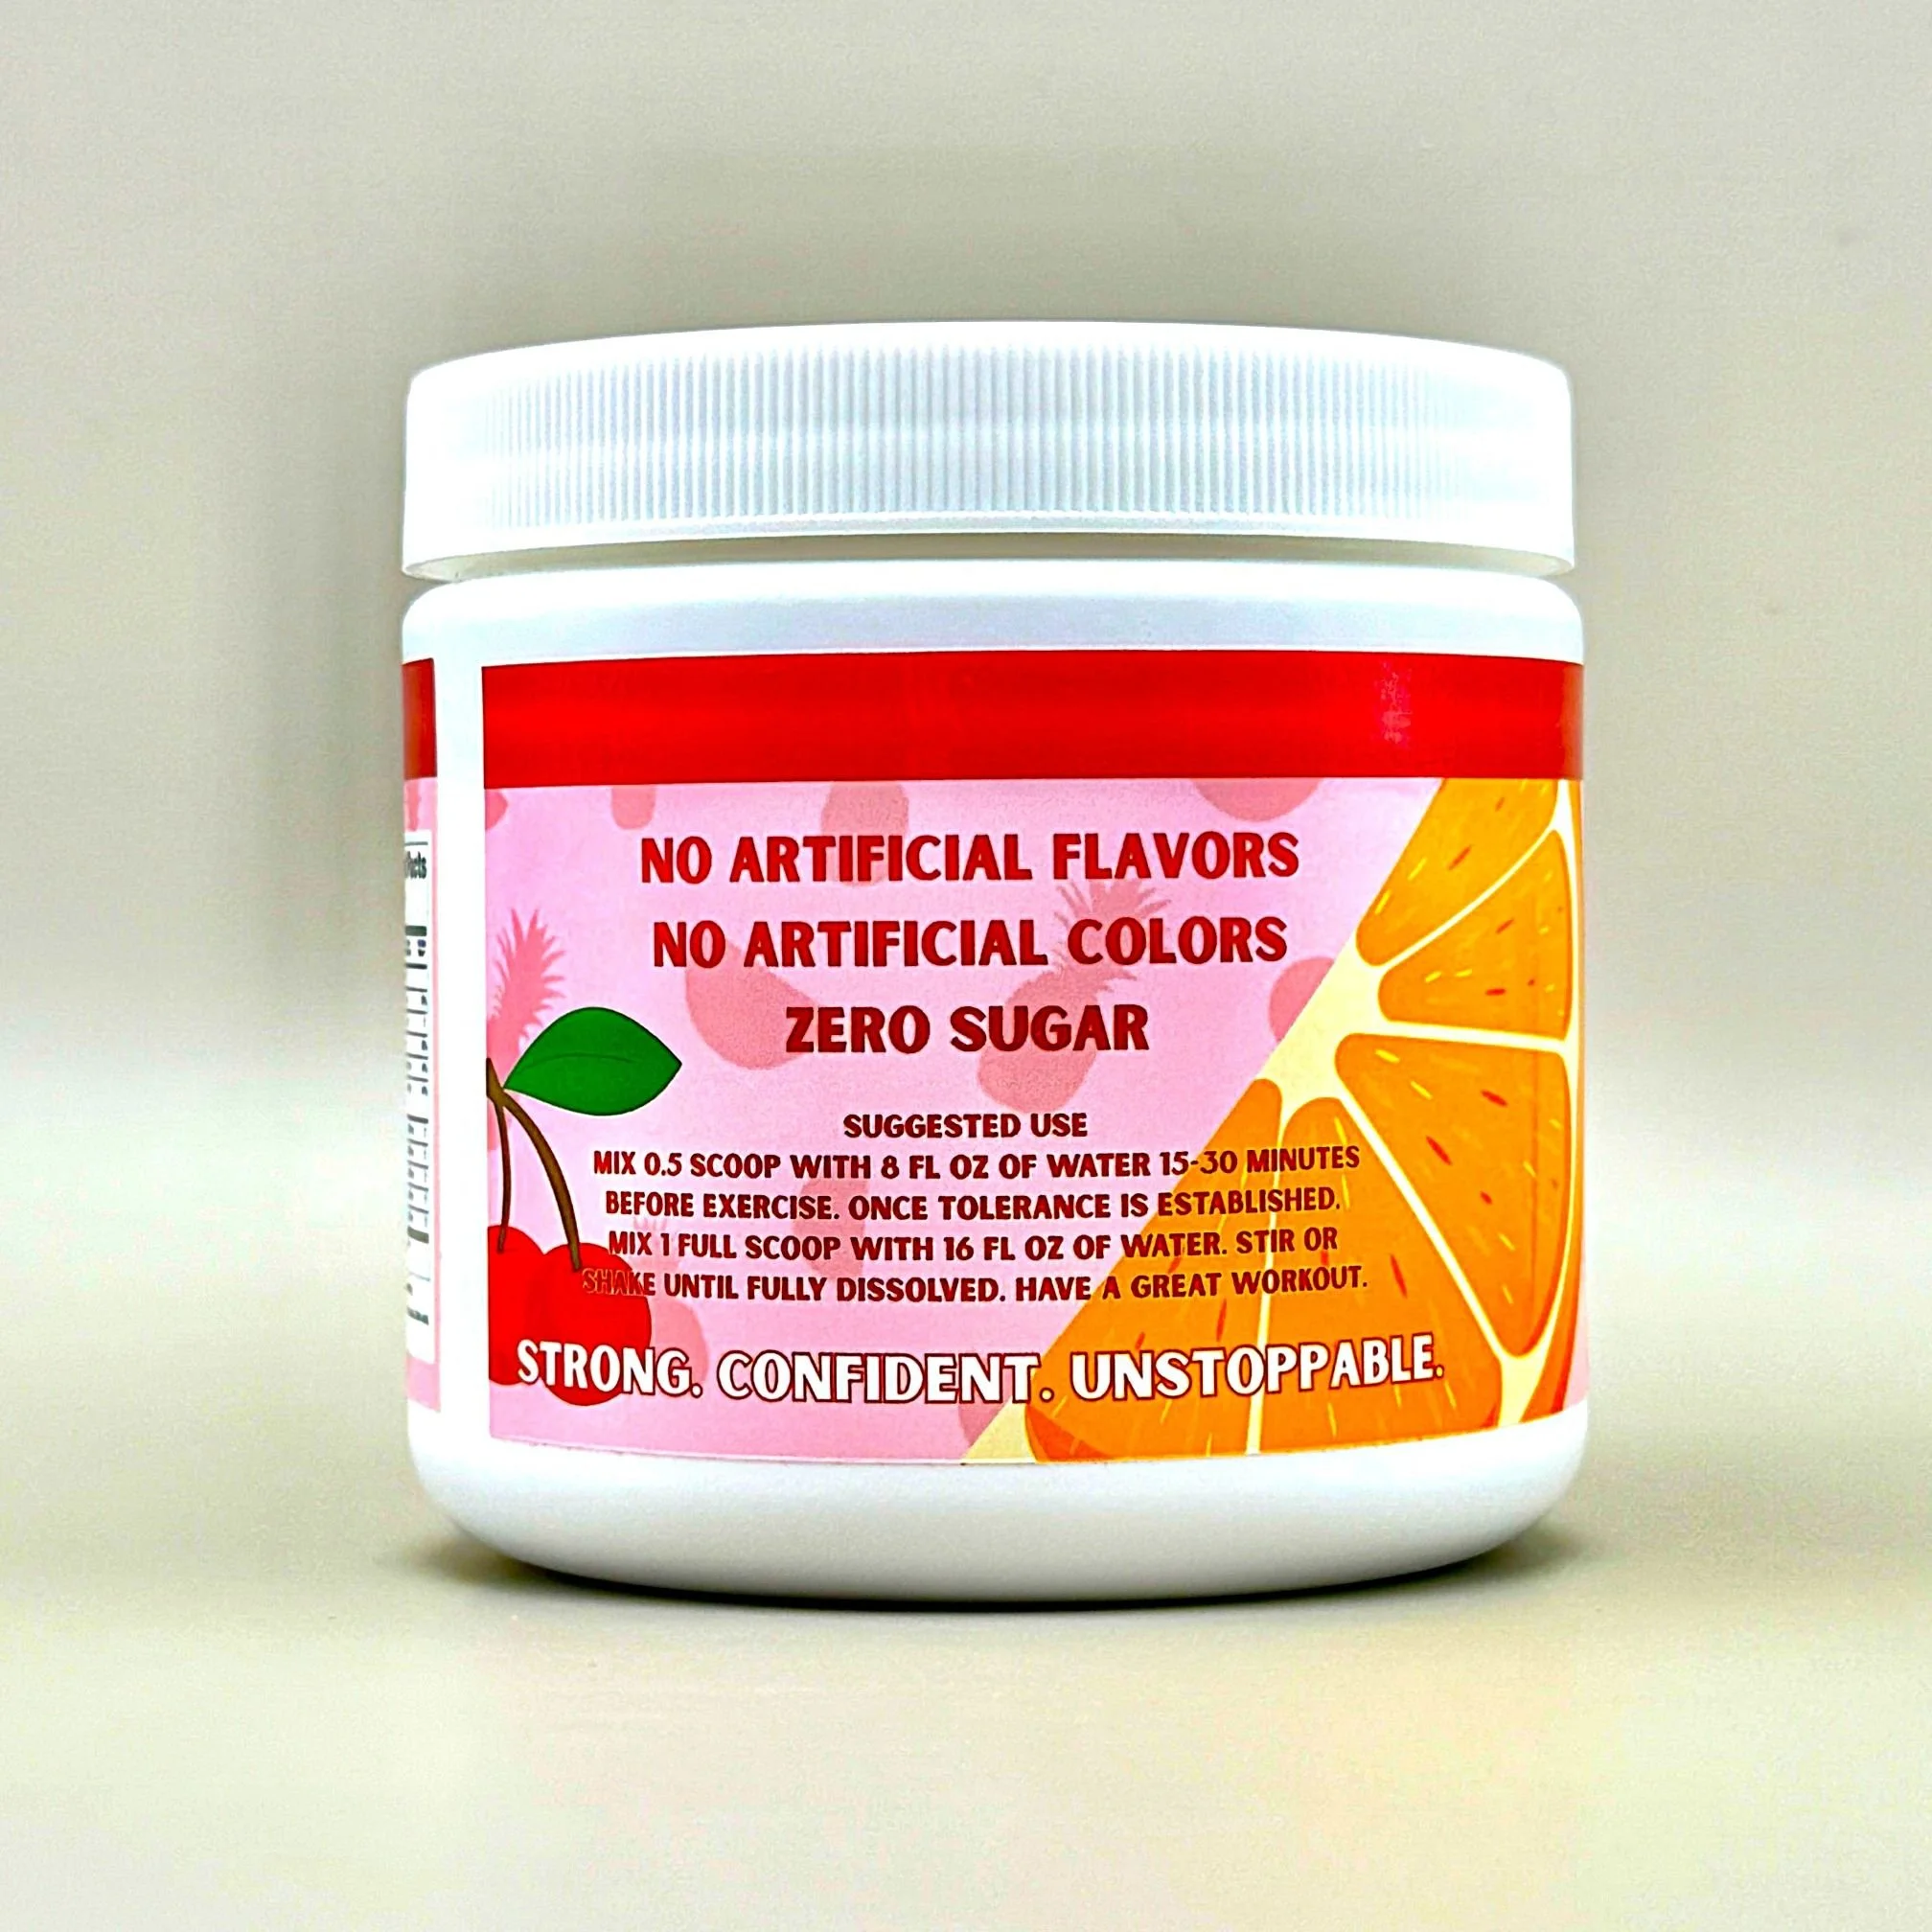 NO ARTIFICIAL FLAVORS
NO ARTIFICIAL COLORS
ZERO SUGAR
SUGGESTED USE
MIX 0.5 SCOOP WITH 8 FL OZ OF WATER 15-30 MINUTES
BEFORE EXERCISE. ONCE TOLERANCE IS ESTABLISHED.
MIX 1 FULL SCOOP WITH 16 FL OZ OF WATER. STIR OR
SHAKE UNTIL FULLY DISSOLVED. HAVE A GREAT WORKOUT.
STRONG. CONFIDENT. UNSTOPPABLE.